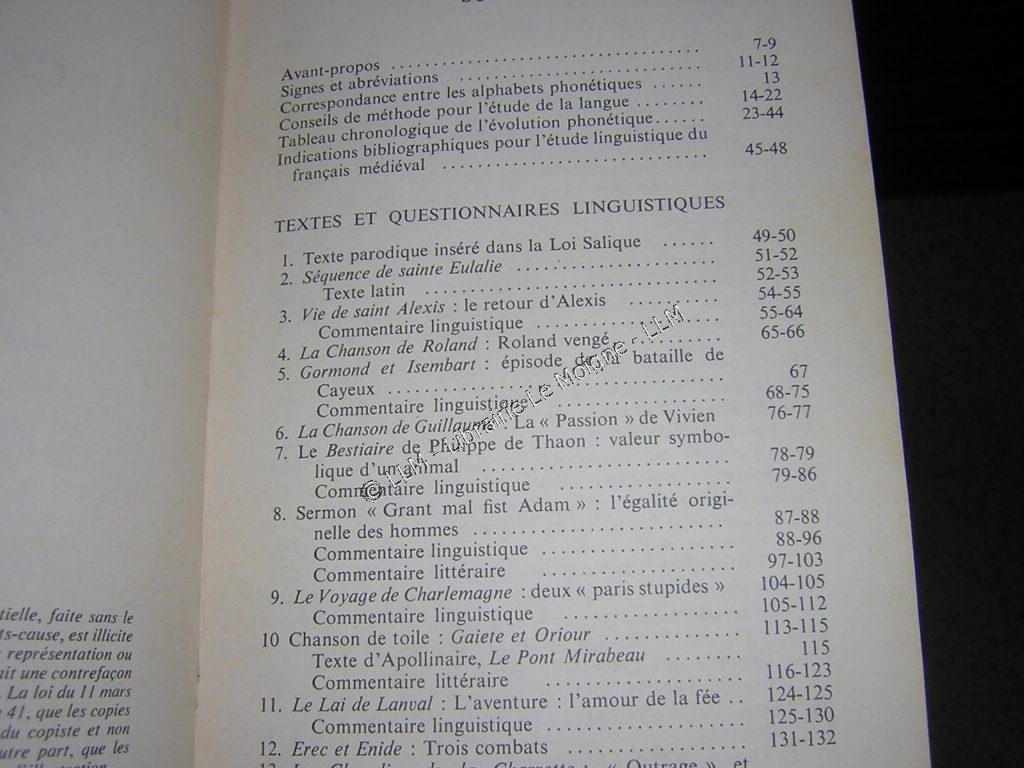 Avant-propos ........ 7-9
Signes et abréviations ........ 11-12
Correspondance entre les alphabets phonétiques ...... 13
Conseils de méthode pour l'étude de la langue ........ 14-22
Tableau chronologique de l'évolution phonétique...... 23-44
Indications bibliographiques pour l'étude linguistique du
français médiéval ........ 45-48
TEXTES ET QUESTIONNAIRES LINGUISTIQUES
1. Texte parodique inséré dans la Loi Salique ...... 49-50
2. Séquence de sainte Eulalie ........ 51-52
Texte latin ........ 52-53
3. Vie de saint Alexis : le retour d'Alexis ........ 54-55
Commentaire linguistique ........ 55-64
4. La Chanson de Roland : Roland vengé ........ 65-66
5. Gormond et Isembart : épisode de la bataille de
Cayeux ........ 67
Commentaire linguistique ........ 68-75
6. La Chanson de Guillaume : La « Passion » de Vivien 76-77
7. Le Bestiaire de Philippe de Thaon : valeur symbo-
lique d'un animal ........ 78-79
Commentaire linguistique ........ 79-86
8. Sermon « Grant mal fist Adam » : l'égalité origi-
nelle des hommes ........ 87-88
Commentaire linguistique ........ 88-96
Commentaire littéraire ........ 97-103
9. Le Voyage de Charlemagne : deux « paris stupides » 104-105
Commentaire linguistique ........ 105-112
10 Chanson de toile : Gaiete et Oriour ........ 113-115
Texte d'Apollinaire, Le Pont Mirabeau ........ 115
Commentaire littéraire ........ 116-123
11. Le Lai de Lanval : L'aventure : l'amour de la fée .. 124-125
Commentaire linguistique ........ 125-130
12. Erec et Enide : Trois combats ........ 131-132
« Outrage », et
tielle, faite sans le
ts-cause, est illicite
représentation ou
ait une contrefaçon
La loi du 11 mars
41, que les copies
du copiste et non
utre part, que les
© LLM - Librairie Le Moigne - LLM